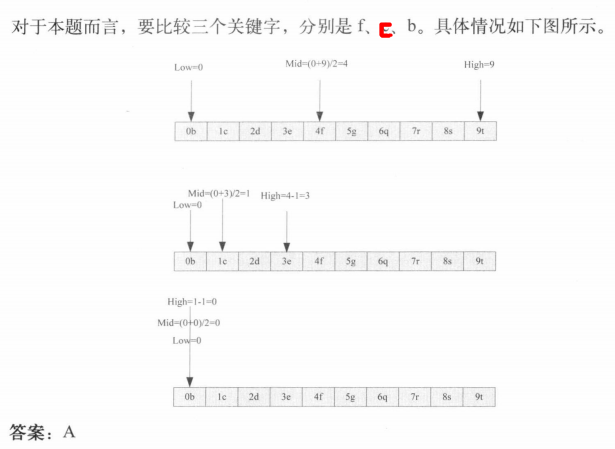 对于本题而言，要比较三个关键字，分别是 f、E、b。具体情况如下图所示。
Low=0 Mid=(0+9)/2=4 High=9
0b 1c 2d 3e 4f 5g 6q 7r 8s 9t
Mid=(0+3)/2=1 High=4-1=3
Low=0
0b 1c 2d 3e 4f 5g 6q 7r 8s 9t
High=1-1=0
Mid=(0+0)/2=0
Low=0
0b 1c 2d 3e 4f 5g 6q 7r 8s 9t
答案：A